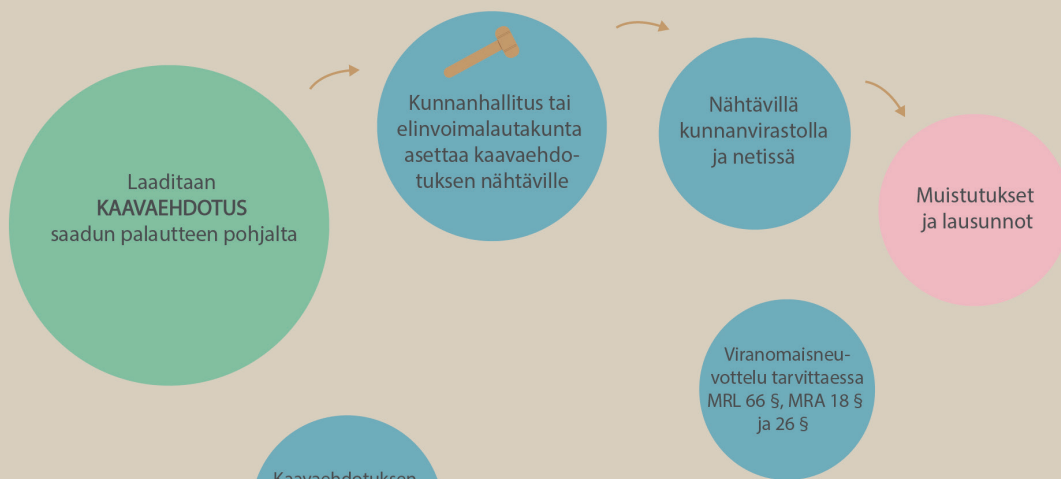 Laaditaan
KAAVAEHDOTUS
saadun palautteen pohjalta
Kunnanhallitus tai
elinvoimalautakunta
asettaa kaavaehdo-
tuksen nähtäville
Nähtävillä
kunnanvirastolla
ja netissä
Muistutukset
ja lausunnot
Viranomaisneu-
vottelu tarvittaessa
MRL 66 §, MRA 18 §
ja 26 §
Kaavaehdotuksen